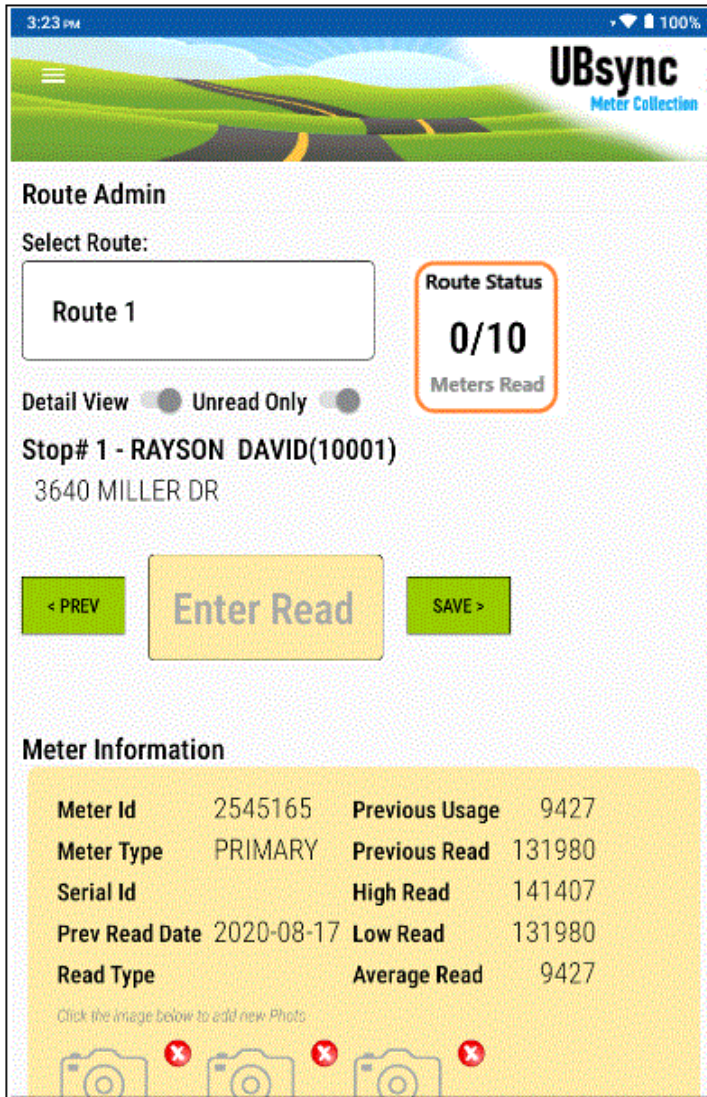 3:23 PM 100%
UBsync
Meter Collection
Route Admin
Select Route:
Route 1
Route Status
0/10
Meters Read
Detail View Unread Only
Stop# 1 - RAYSON DAVID(10001)
3640 MILLER DR
< PREV Enter Read SAVE >
Meter Information
Meter Id 2545165 Previous Usage 9427
Meter Type PRIMARY Previous Read 131980
Serial Id High Read 141407
Prev Read Date 2020-08-17 Low Read 131980
Read Type Average Read 9427
Click the image below to add new Photo